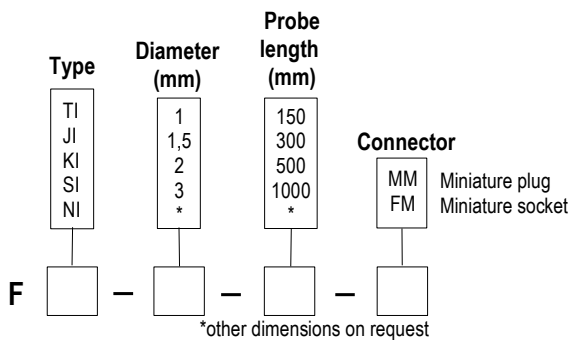 Type
TI
JI
KI
SI
NI
Diameter
(mm)
1
1,5
2
3
*
Probe
length
(mm)
150
300
500
1000
*
Connector
MM Miniature plug
FM Miniature socket
F – – –
*other dimensions on request